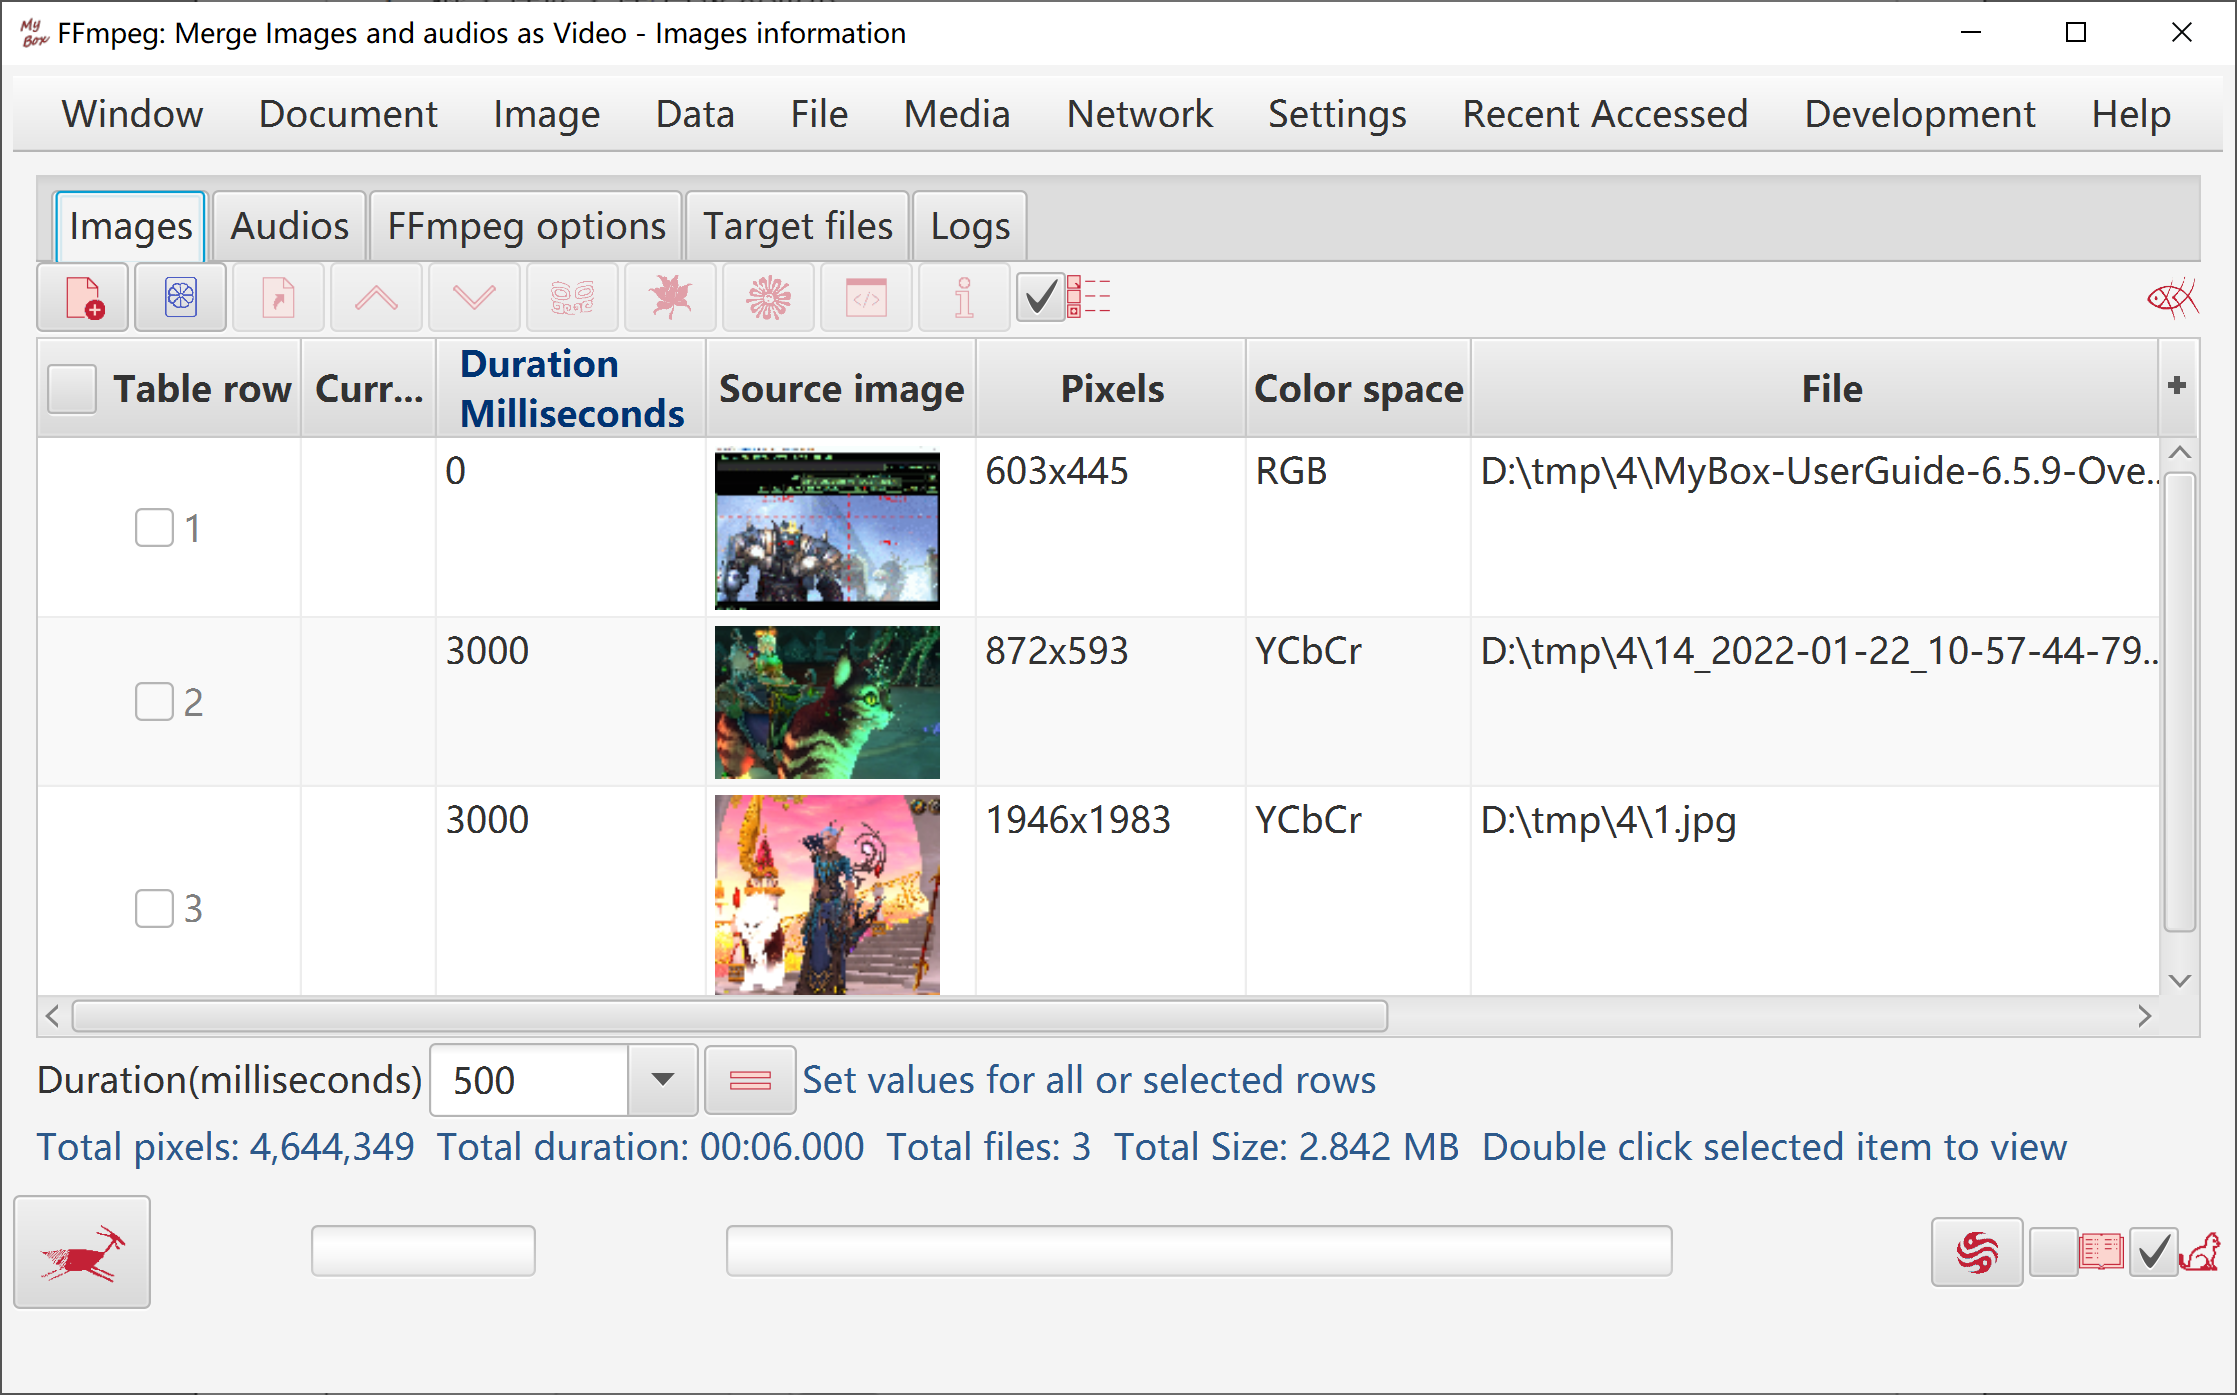 My Box FFmpeg: Merge Images and audios as Video - Images information
Window Document Image Data File Media Network Settings Recent Accessed Development Help
Images Audios FFmpeg options Target files Logs
Table row Curr... Duration Milliseconds Source image Pixels Color space File +
1 0 603x445 RGB D:\tmp\4\MyBox-UserGuide-6.5.9-Ove..
2 3000 872x593 YCbCr D:\tmp\4\14_2022-01-22_10-57-44-79..
3 3000 1946x1983 YCbCr D:\tmp\4\1.jpg
Duration(milliseconds) 500 Set values for all or selected rows
Total pixels: 4,644,349 Total duration: 00:06.000 Total files: 3 Total Size: 2.842 MB Double click selected item to view